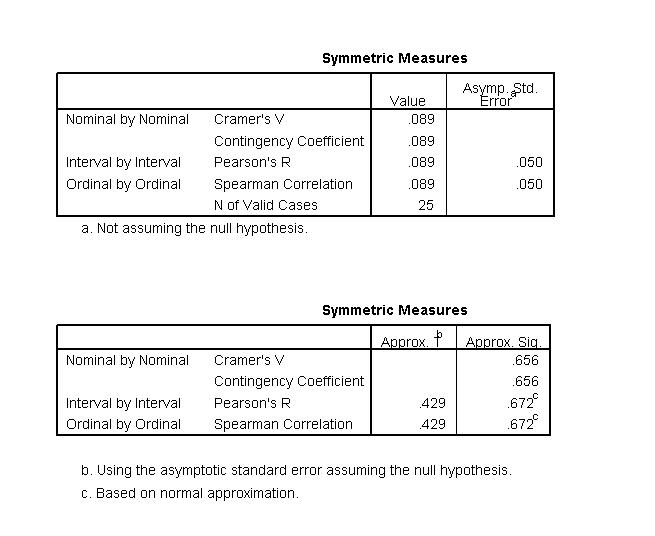 Symmetric Measures
Value Asymp. Std. Error a
Nominal by Nominal Cramer's V .089
Contingency Coefficient .089
Interval by Interval Pearson's R .089 .050
Ordinal by Ordinal Spearman Correlation .089 .050
N of Valid Cases 25
a. Not assuming the null hypothesis.
Symmetric Measures
Approx. T b Approx. Sig.
Nominal by Nominal Cramer's V .656
Contingency Coefficient .656
Interval by Interval Pearson's R .429 .672 c
Ordinal by Ordinal Spearman Correlation .429 .672 c
b. Using the asymptotic standard error assuming the null hypothesis.
c. Based on normal approximation.